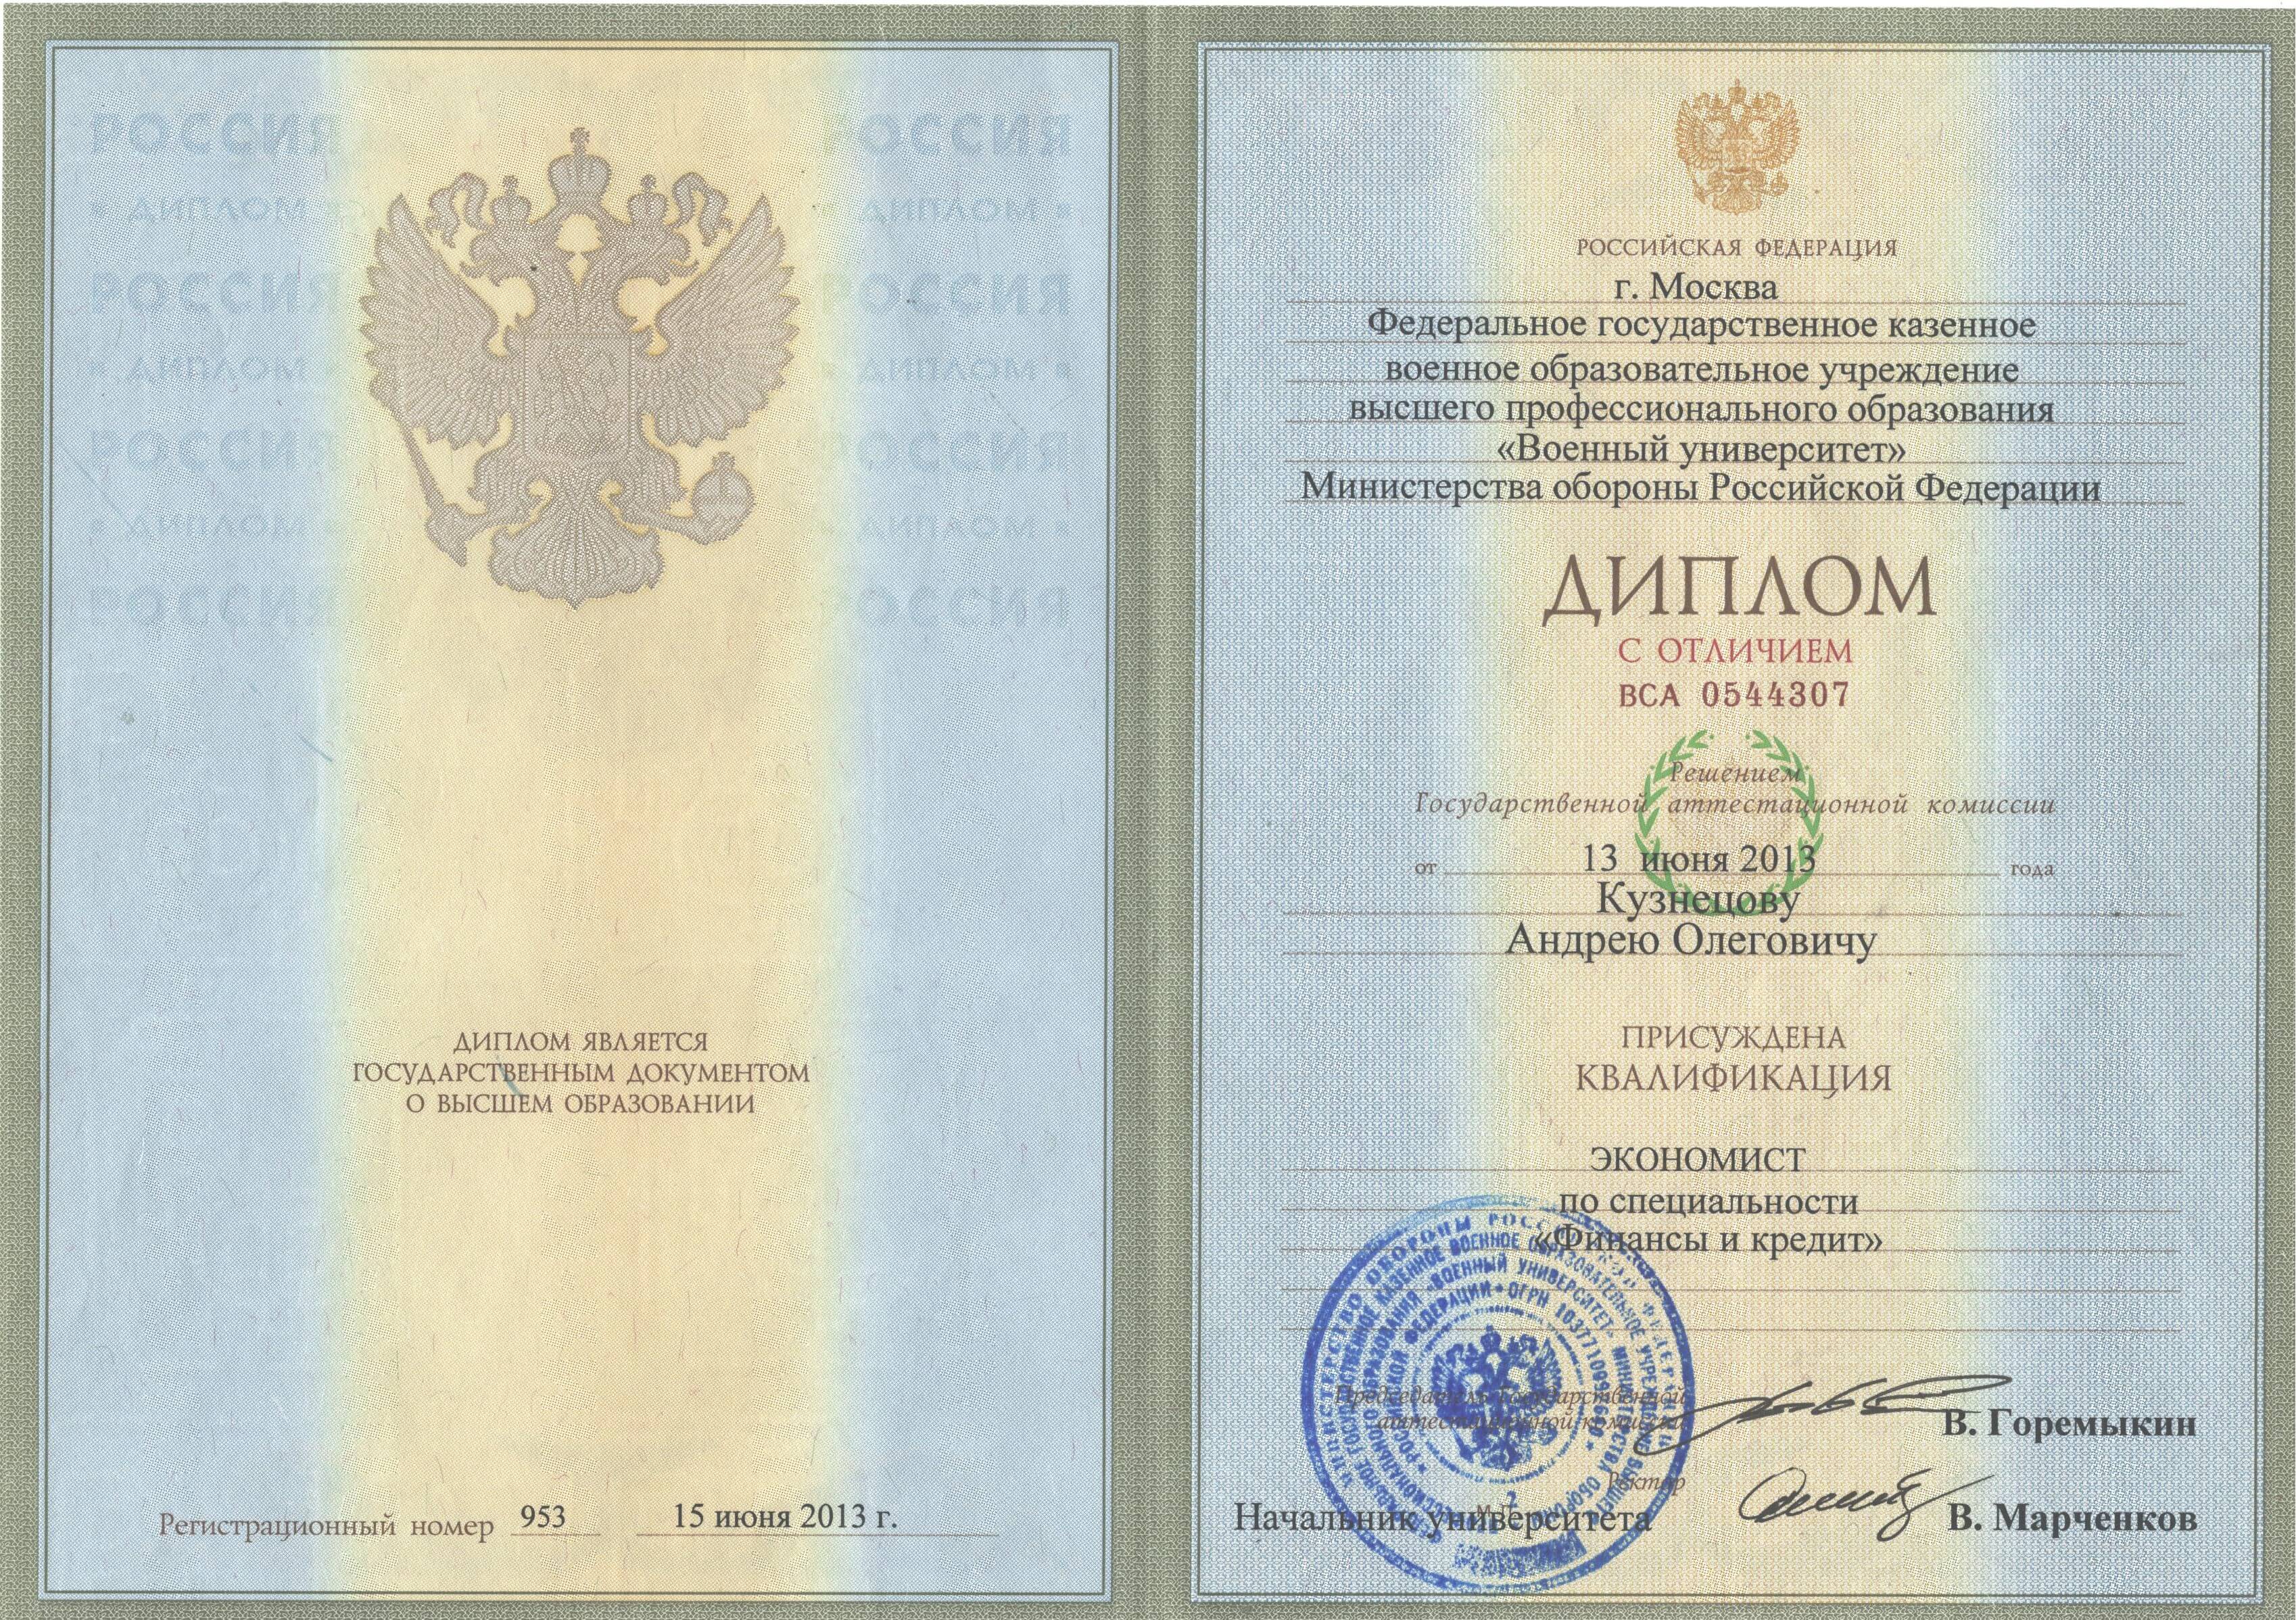 РОССИЯ РОССИЯ
ДИПЛОМ ДИПЛОМ
РОССИЯ РОССИЯ
ДИПЛОМ ДИПЛОМ
РОССИЯ РОССИЯ
ДИПЛОМ ДИПЛОМ
РОССИЯ РОССИЯ
ДИПЛОМ ЯВЛЯЕТСЯ
ГОСУДАРСТВЕННЫМ ДОКУМЕНТОМ
О ВЫСШЕМ ОБРАЗОВАНИИ
Регистрационный номер 953 15 июня 2013 г.
РОССИЙСКАЯ ФЕДЕРАЦИЯ
г. Москва
Федеральное государственное казенное
военное образовательное учреждение
высшего профессионального образования
«Военный университет»
Министерства обороны Российской Федерации
ДИПЛОМ
С ОТЛИЧИЕМ
ВСА 0544307
Решением
Государственной аттестационной комиссии
от 13 июня 2013 года
Кузнецову
Андрею Олеговичу
ПРИСУЖДЕНА
КВАЛИФИКАЦИЯ
ЭКОНОМИСТ
по специальности
«Финансы и кредит»
МИНИСТЕРСТВО ОБОРОНЫ РОССИЙСКОЙ ФЕДЕРАЦИИ
Председатель Государственной
аттестационной комиссии
В. Горемыкин
Ректор
М.П.
Начальник университета
В. Марченков